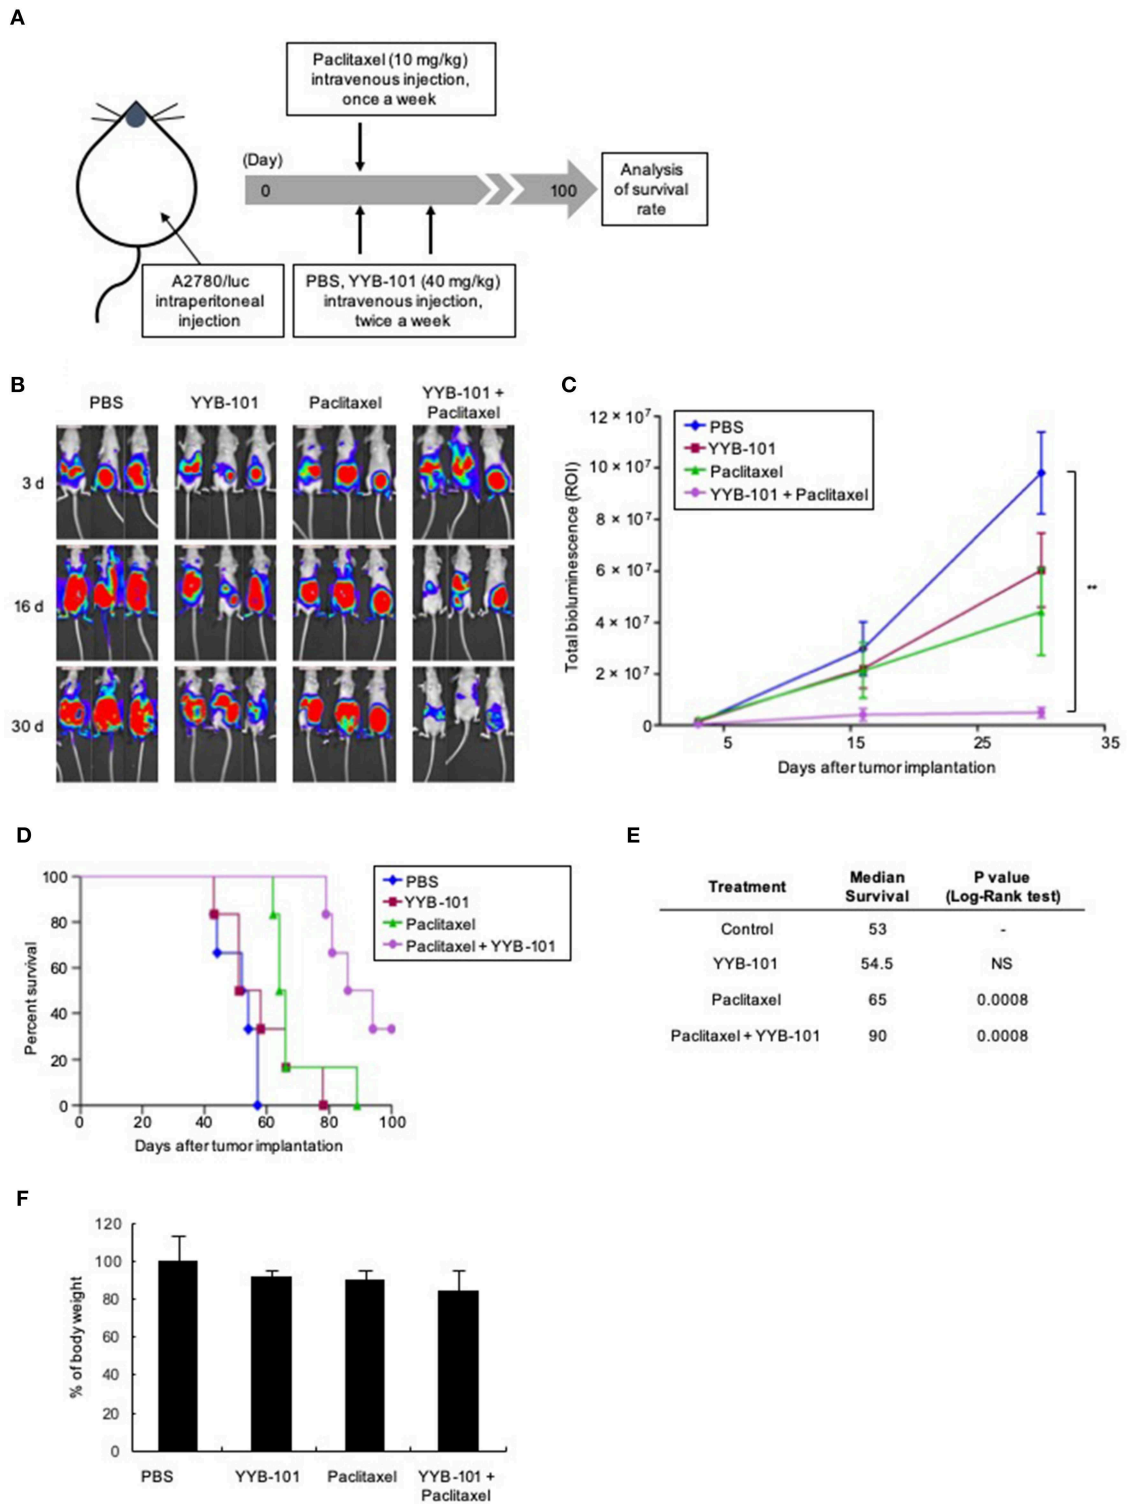 A
Paclitaxel (10 mg/kg)
intravenous injection,
once a week
(Day)
0
100
Analysis
of survival
rate
A2780/luc
intraperitoneal
injection
PBS, YYB-101 (40 mg/kg)
intravenous injection,
twice a week
B
PBS
YYB-101
Paclitaxel
YYB-101 +
Paclitaxel
3 d
16 d
30 d
C
12 × 10⁷
10 × 10⁷
8 × 10⁷
6 × 10⁷
4 × 10⁷
2 × 10⁷
0
Total bioluminescence (ROI)
PBS
YYB-101
Paclitaxel
YYB-101 + Paclitaxel
**
5
15
25
35
Days after tumor implantation
D
100
80
60
40
20
0
Percent survival
PBS
YYB-101
Paclitaxel
Paclitaxel + YYB-101
0
20
40
60
80
100
Days after tumor implantation
E
Treatment
Median
Survival
P value
(Log-Rank test)
Control 53 -
YYB-101 54.5 NS
Paclitaxel 65 0.0008
Paclitaxel + YYB-101 90 0.0008
F
120
100
80
60
40
20
0
% of body weight
PBS
YYB-101
Paclitaxel
YYB-101 +
Paclitaxel